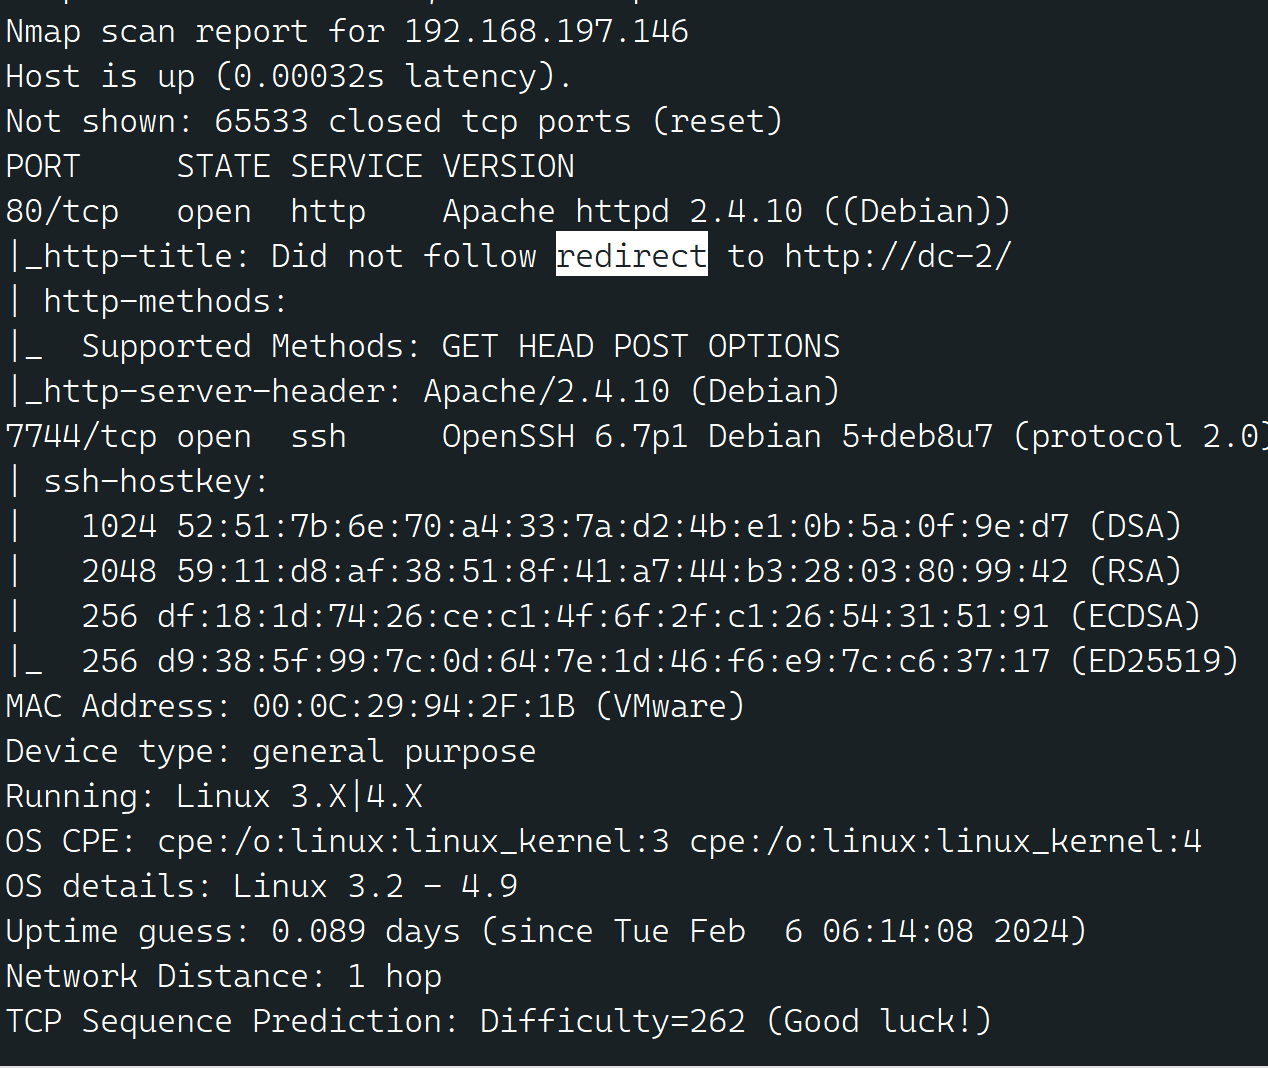 Nmap scan report for 192.168.197.146
Host is up (0.00032s latency).
Not shown: 65533 closed tcp ports (reset)
PORT     STATE SERVICE VERSION
80/tcp   open  http    Apache httpd 2.4.10 ((Debian))
|_http-title: Did not follow redirect to http://dc-2/
| http-methods:
|_  Supported Methods: GET HEAD POST OPTIONS
|_http-server-header: Apache/2.4.10 (Debian)
7744/tcp open  ssh     OpenSSH 6.7p1 Debian 5+deb8u7 (protocol 2.0)
| ssh-hostkey:
|   1024 52:51:7b:6e:70:a4:33:7a:d2:4b:e1:0b:5a:0f:9e:d7 (DSA)
|   2048 59:11:d8:af:38:51:8f:41:a7:44:b3:28:03:80:99:42 (RSA)
|   256 df:18:1d:74:26:ce:c1:4f:6f:2f:c1:26:54:31:51:91 (ECDSA)
|_  256 d9:38:5f:99:7c:0d:64:7e:1d:46:f6:e9:7c:c6:37:17 (ED25519)
MAC Address: 00:0C:29:94:2F:1B (VMware)
Device type: general purpose
Running: Linux 3.X|4.X
OS CPE: cpe:/o:linux:linux_kernel:3 cpe:/o:linux:linux_kernel:4
OS details: Linux 3.2 - 4.9
Uptime guess: 0.089 days (since Tue Feb  6 06:14:08 2024)
Network Distance: 1 hop
TCP Sequence Prediction: Difficulty=262 (Good luck!)